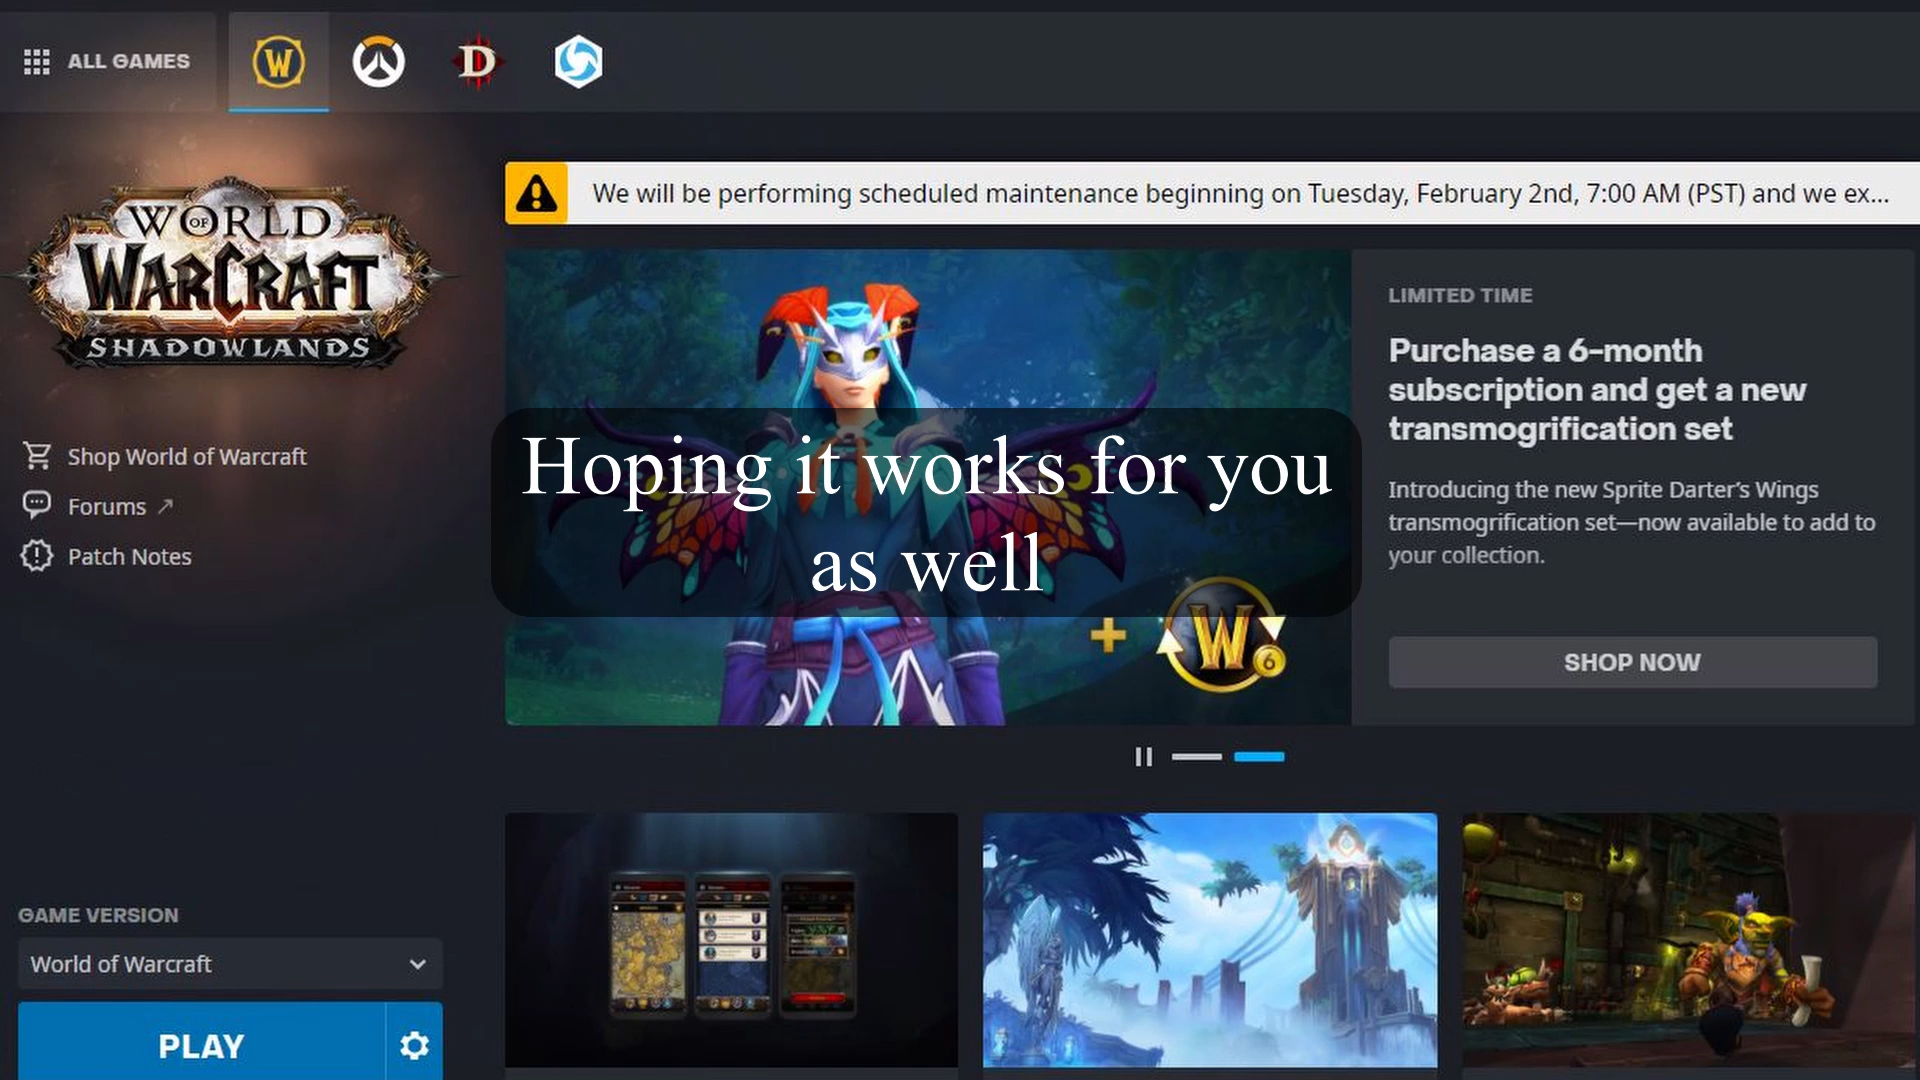 ALL GAMES
WORLD OF
WARCRAFT
SHADOWLANDS
Shop World of Warcraft
Forums
Patch Notes
GAME VERSION
World of Warcraft
PLAY
We will be performing scheduled maintenance beginning on Tuesday, February 2nd, 7:00 AM (PST) and we ex...
Hoping it works for you
as well
W
6
LIMITED TIME
Purchase a 6-month
subscription and get a new
transmogrification set
Introducing the new Sprite Darter's Wings
transmogrification set—now available to add to
your collection.
SHOP NOW